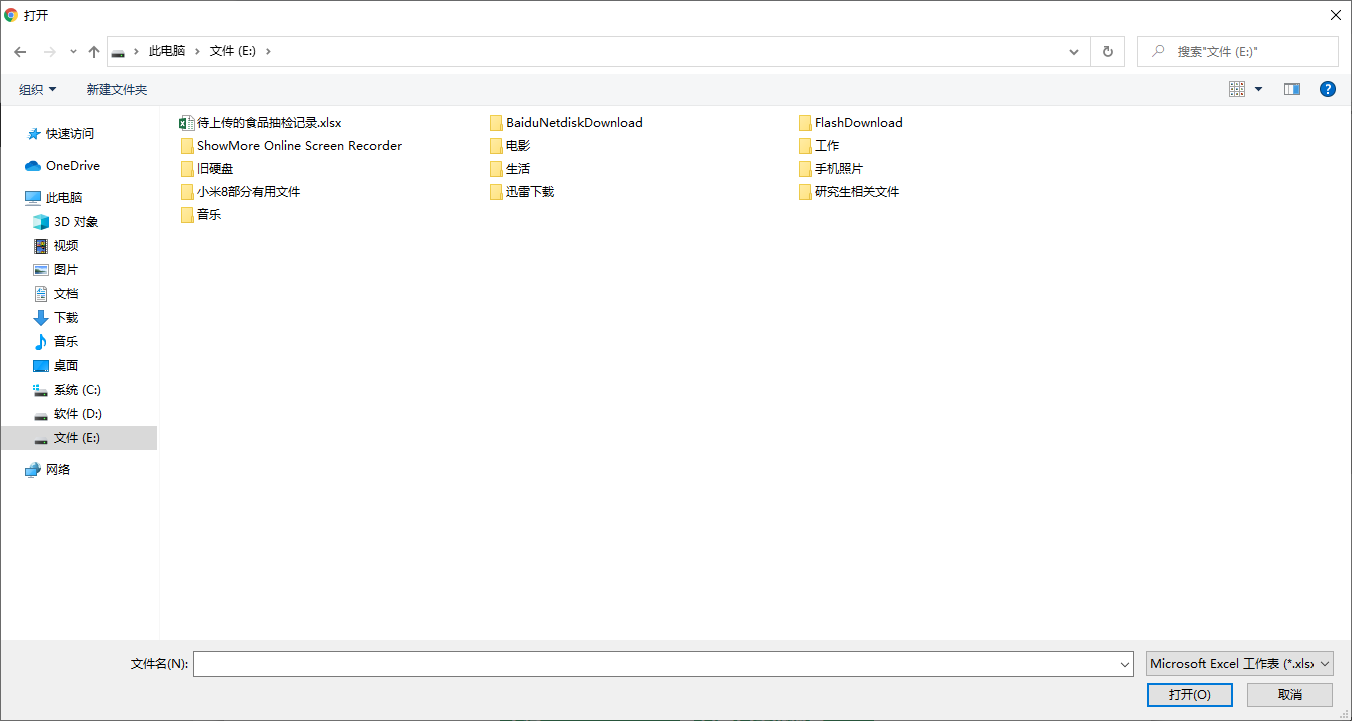 打开
此电脑 文件 (E:)
搜索"文件 (E:)"
组织 新建文件夹
快速访问
OneDrive
此电脑
3D 对象
视频
图片
文档
下载
音乐
桌面
系统 (C:)
软件 (D:)
文件 (E:)
网络
待上传的食品抽检记录.xlsx BaiduNetdiskDownload FlashDownload
ShowMore Online Screen Recorder 电影 工作
旧硬盘 生活 手机照片
小米8部分有用文件 迅雷下载 研究生相关文件
音乐
文件名(N): Microsoft Excel 工作表 (*.xlsx
打开(O) 取消